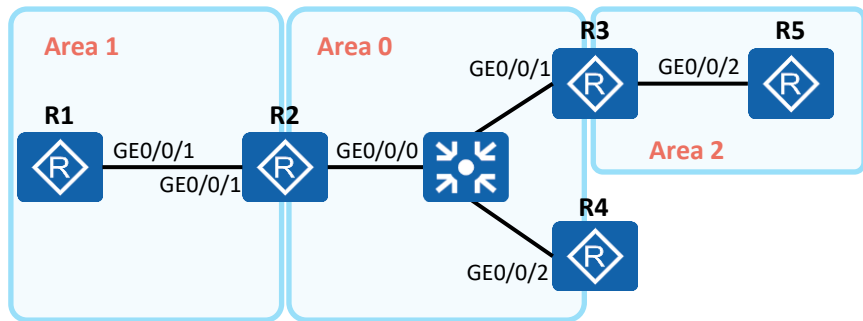 Area 1
Area 0
R3
R5
GE0/0/1
GE0/0/2
R1
R2
R
R
GE0/0/1
GE0/0/0
Area 2
R
R
GE0/0/1
R4
R
GE0/0/2